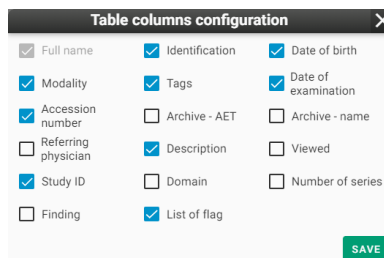 Table columns configuration
Full name
Identification
Date of birth
Modality
Tags
Date of
examination
Accession
number
Archive - AET
Archive - name
Referring
physician
Description
Viewed
Study ID
Domain
Number of series
Finding
List of flag
SAVE